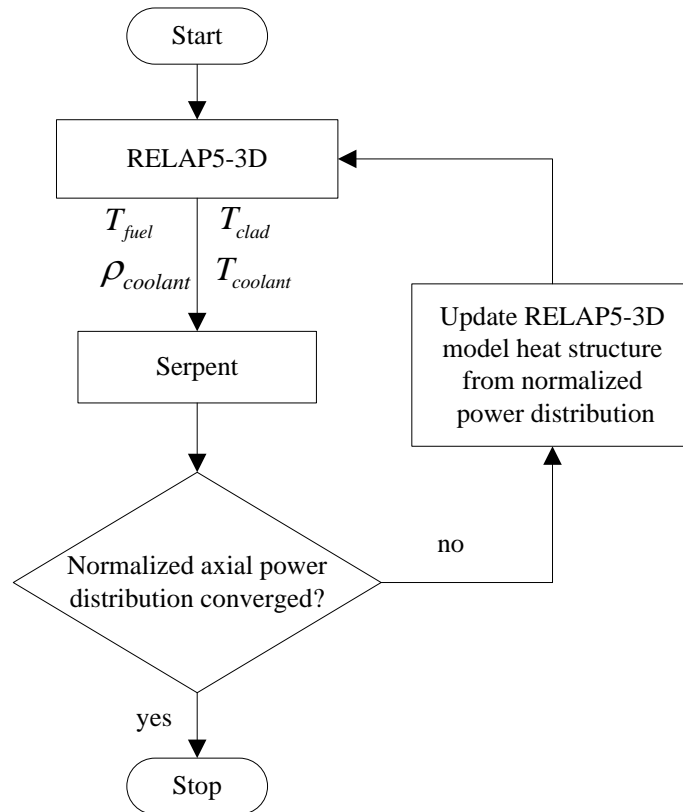 Start
RELAP5-3D
T_fuel T_clad
ρ_coolant T_coolant
Serpent
Update RELAP5-3D
model heat structure
from normalized
power distribution
Normalized axial power
distribution converged?
no
yes
Stop